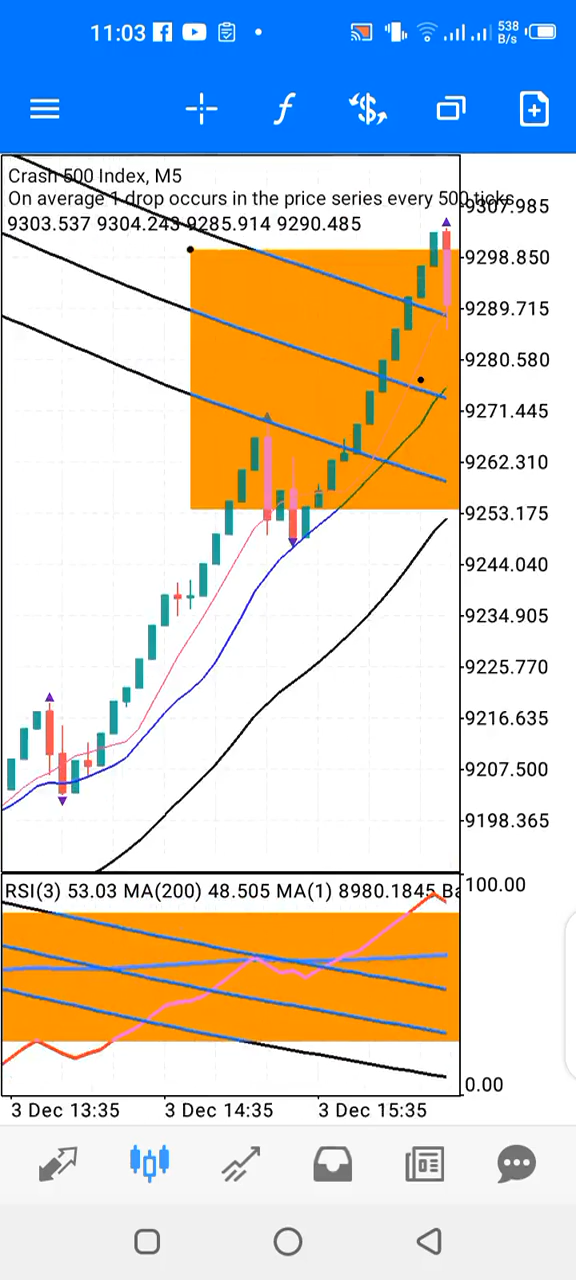 11:03
538
B/s
Crash 500 Index, M5
On average 1 drop occurs in the price series every 500 ticks
9303.537 9304.243 9285.914 9290.485
9307.985
9298.850
9289.715
9280.580
9271.445
9262.310
9253.175
9244.040
9234.905
9225.770
9216.635
9207.500
9198.365
RSI(3) 53.03 MA(200) 48.505 MA(1) 8980.1845 Ba
100.00
0.00
3 Dec 13:35
3 Dec 14:35
3 Dec 15:35